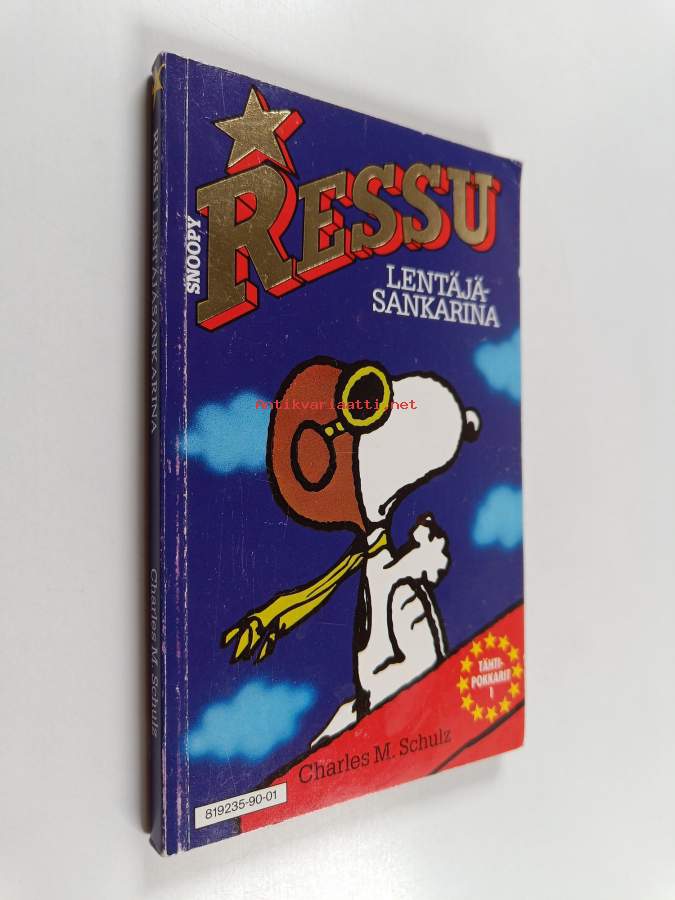 RESSU LENTÄJÄSANKARINA
Charles M. Schulz
SNOOPY
RESSU
LENTÄJÄ-
SANKARINA
Antikvariaatti.net
TÄHTI-
POKKARIT
1
Charles M. Schulz
819235-90-01